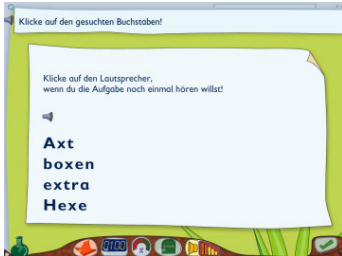 Klicke auf den gesuchten Buchstaben!
Klicke auf den Lautsprecher,
wenn du die Aufgabe noch einmal hören willst!
Axt
boxen
extra
Hexe